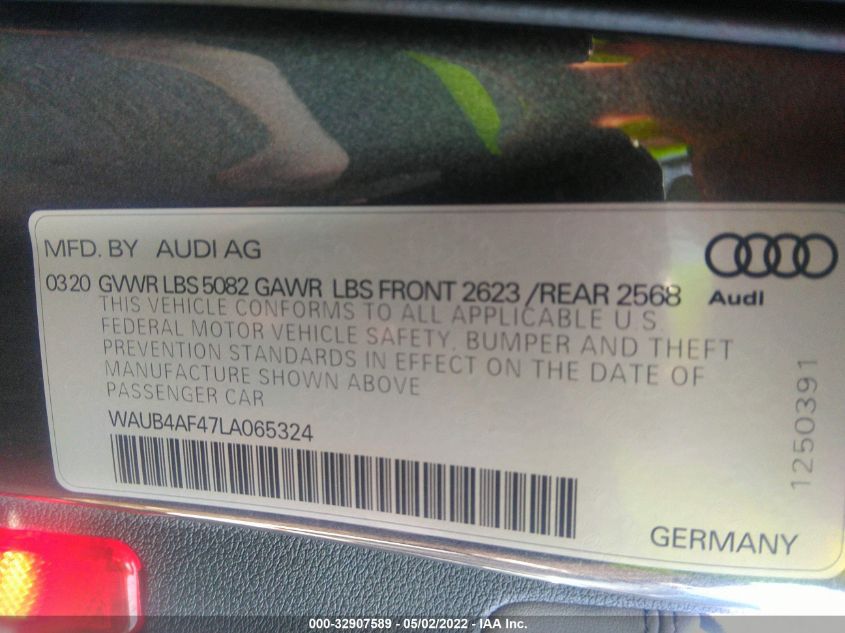 MFD. BY AUDI AG
0320 GVWR LBS 5082 GAWR LBS FRONT 2623 /REAR 2568
Audi
THIS VEHICLE CONFORMS TO ALL APPLICABLE U.S.
FEDERAL MOTOR VEHICLE SAFETY, BUMPER AND THEFT
PREVENTION STANDARDS IN EFFECT ON THE DATE OF
MANUFACTURE SHOWN ABOVE
PASSENGER CAR
WAUB4AF47LA065324
1250391
GERMANY
000-32907589 - 05/02/2022 - IAA Inc.